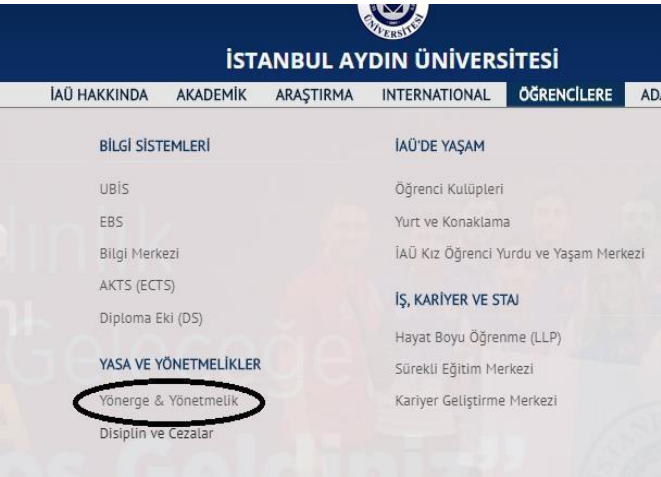 ÜNİVERSİTESİ
İSTANBUL AYDIN ÜNİVERSİTESİ
İAÜ HAKKINDA AKADEMİK ARAŞTIRMA INTERNATIONAL ÖĞRENCİLERE
BİLGİ SİSTEMLERİ
UBİS
EBS
Bilgi Merkezi
AKTS (ECTS)
Diploma Eki (DS)
YASA VE YÖNETMELİKLER
Yönerge & Yönetmelik
Disiplin ve Cezalar
İAÜ'DE YAŞAM
Öğrenci Kulüpleri
Yurt ve Konaklama
İAÜ Kız Öğrenci Yurdu ve Yaşam Merkezi
İŞ, KARİYER VE STAJ
Hayat Boyu Öğrenme (LLP)
Sürekli Eğitim Merkezi
Kariyer Geliştirme Merkezi